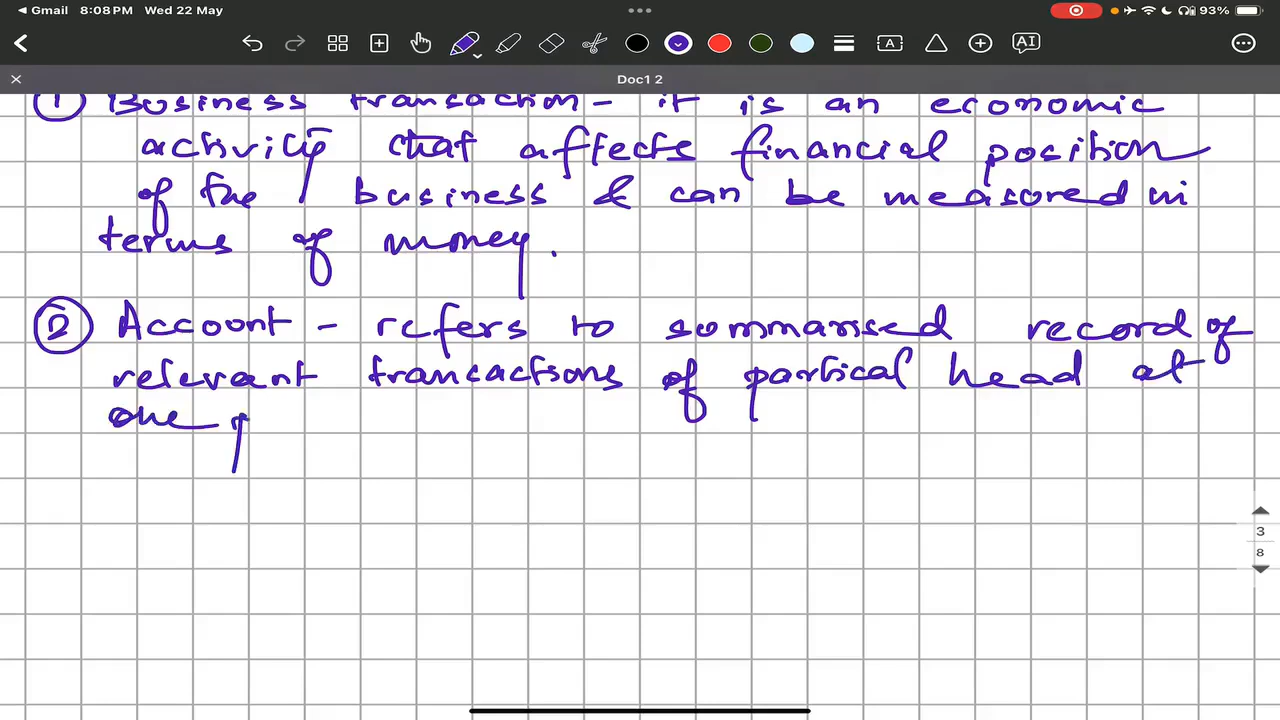 Gmail 8:08 PM Wed 22 May 93%
Doc1 2
① Business transaction - it is an economic
activity that affects financial position
of the business & can be measured in
terms of money.
② Account - refers to summarised record of
relevant transactions of partical head at
one p
3
8